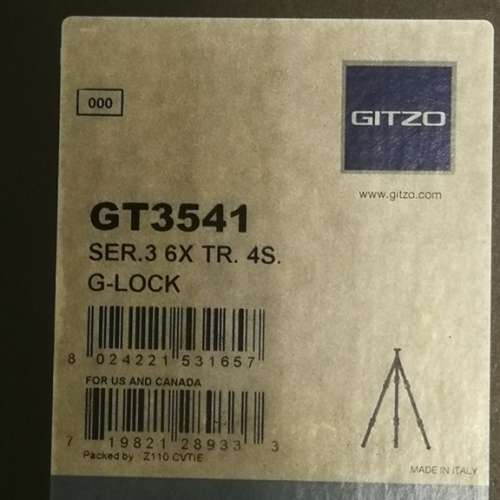 000
GITZO
www.gitzo.com
GT3541
SER.3 6X TR. 4S.
G-LOCK
8 024221 531657
FOR US AND CANADA
7 19821 28933 3
Packed by : Z110 CVTIE
MADE IN ITALY